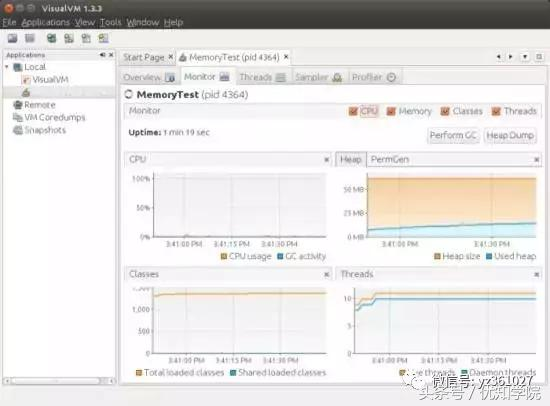 VisualVM 1.3.3
File Applications View Tools Window Help
Applications
Start Page MemoryTest (pid 4364)
Local
VisualVM
Remote
VM Coredumps
Snapshots
Overview Monitor Threads Sampler Profiler
MemoryTest (pid 4364)
Monitor CPU Memory Classes Threads
Uptime: 1 min 19 sec
Perform GC Heap Dump
CPU
100%
50%
0%
3:41:00 PM 3:41:15 PM 3:41:30 PM
CPU usage GC activity
Heap PermGen
50 MB
25 MB
0 MB
3:41:00 PM 3:41:30 PM
Heap size Used heap
Classes
1,500
1,000
500
0
3:41:00 PM 3:41:15 PM 3:41:30 PM
Total loaded classes Shared loaded classes
Threads
10
5
0
3:41:00 PM 3:41:15 PM 3:41:30 PM
threads Daemon threads
微信号: yz361027
头条号 / 优知学院